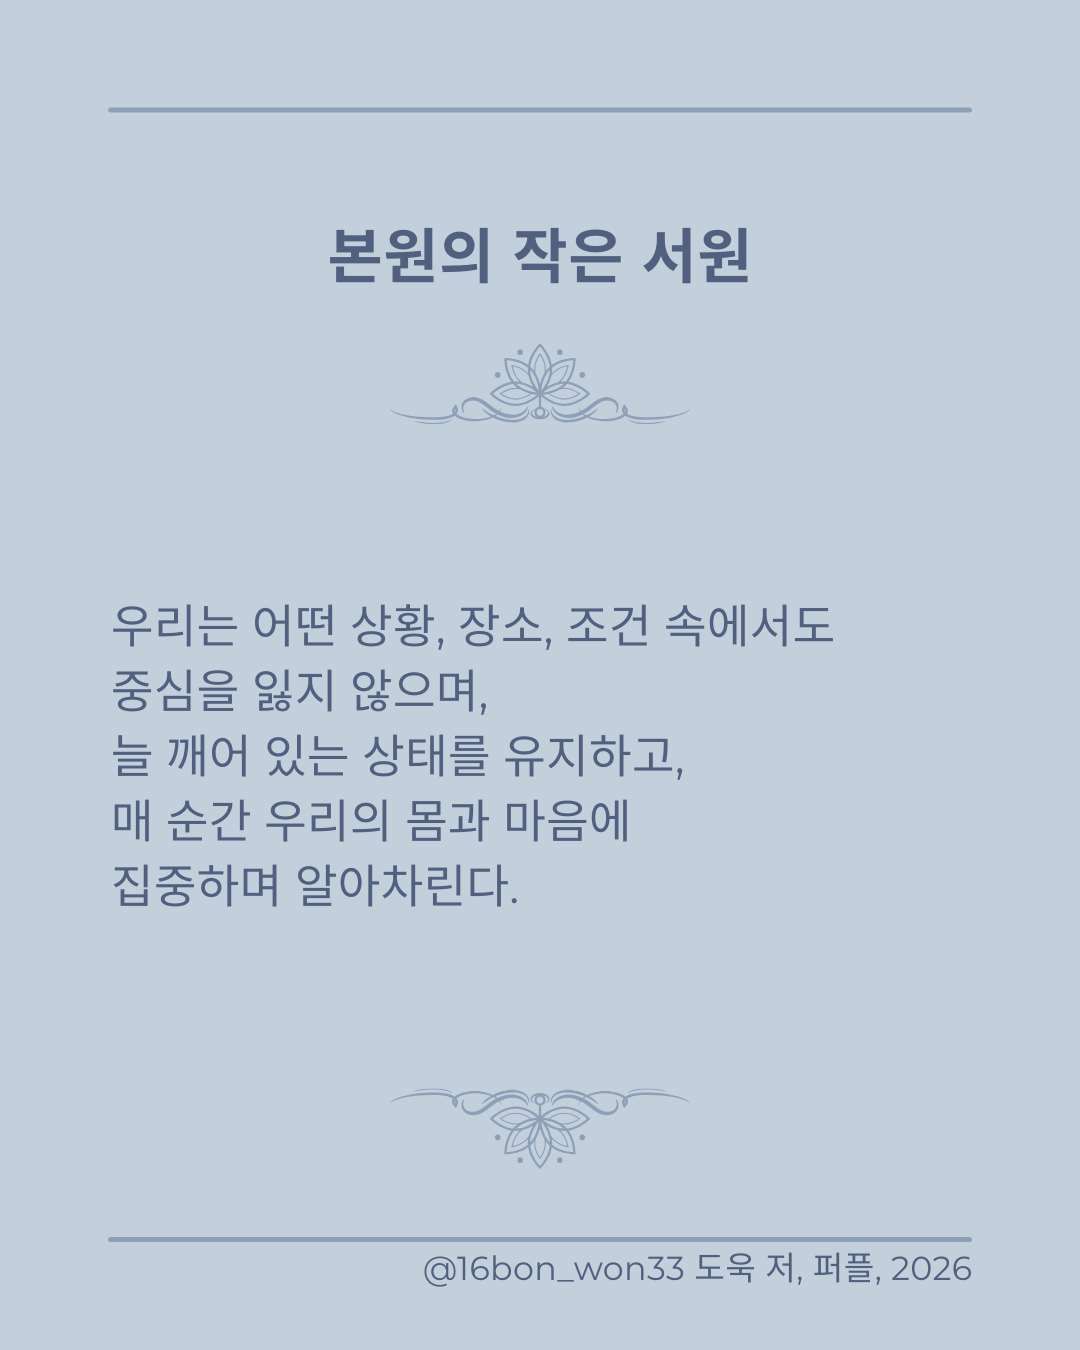 본원의 작은 서원
우리는 어떤 상황, 장소, 조건 속에서도
중심을 잃지 않으며,
늘 깨어 있는 상태를 유지하고,
매 순간 우리의 몸과 마음에
집중하며 알아차린다.
@16bon_won33 도욱 저, 퍼플, 2026